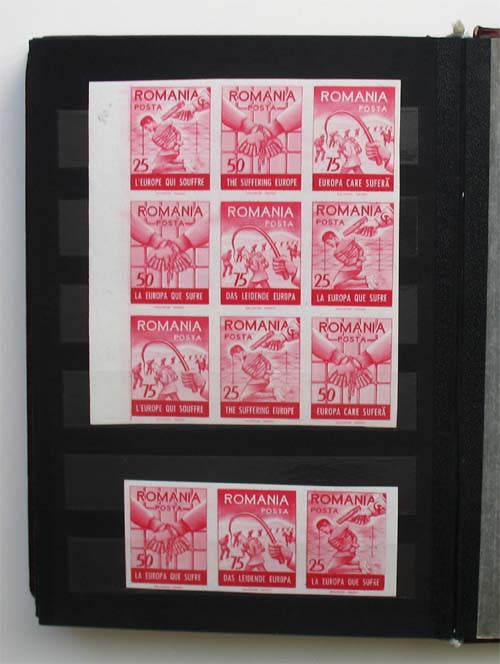 80.-
ROMANIA ROMANIA ROMANIA
POSTA POSTA POSTA
25 50 75
L'EUROPE QUI SOUFFRE THE SUFFERING EUROPE EUROPA CARE SUFERĂ
ROMANIA ROMANIA ROMANIA
POSTA POSTA POSTA
50 75 25
LA EUROPA QUE SUFRE DAS LEIDENDE EUROPA LA EUROPA QUE SUFRE
ROMANIA ROMANIA ROMANIA
POSTA POSTA POSTA
75 25 50
L'EUROPE QUI SOUFFRE THE SUFFERING EUROPE EUROPA CARE SUFERĂ
ROMANIA ROMANIA ROMANIA
POSTA POSTA POSTA
50 75 25
LA EUROPA QUE SUFRE DAS LEIDENDE EUROPA LA EUROPA QUE SUFRE